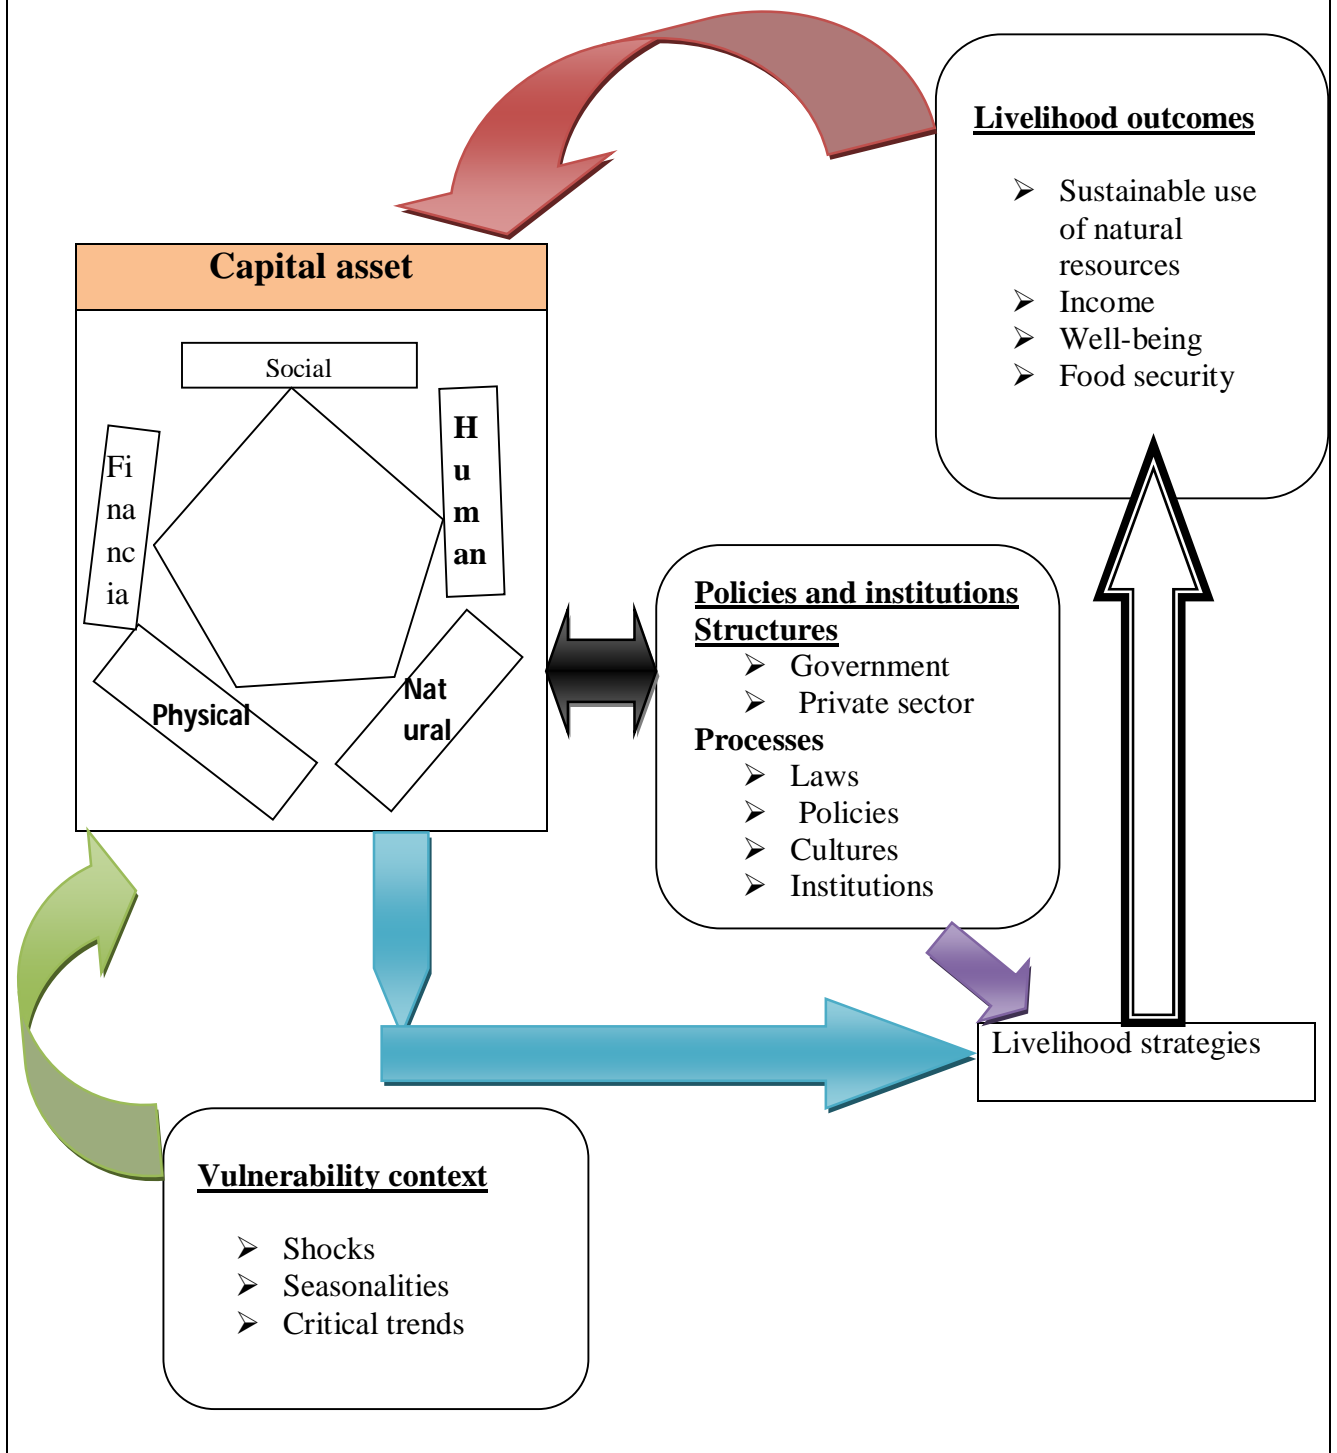 Livelihood outcomes
➢ Sustainable use
of natural
resources
➢ Income
➢ Well-being
➢ Food security
Capital asset
Social
H
u
m
an
Fi
na
nc
ia
Physical
Nat
ural
Policies and institutions
Structures
➢ Government
➢ Private sector
Processes
➢ Laws
➢ Policies
➢ Cultures
➢ Institutions
Livelihood strategies
Vulnerability context
➢ Shocks
➢ Seasonalities
➢ Critical trends